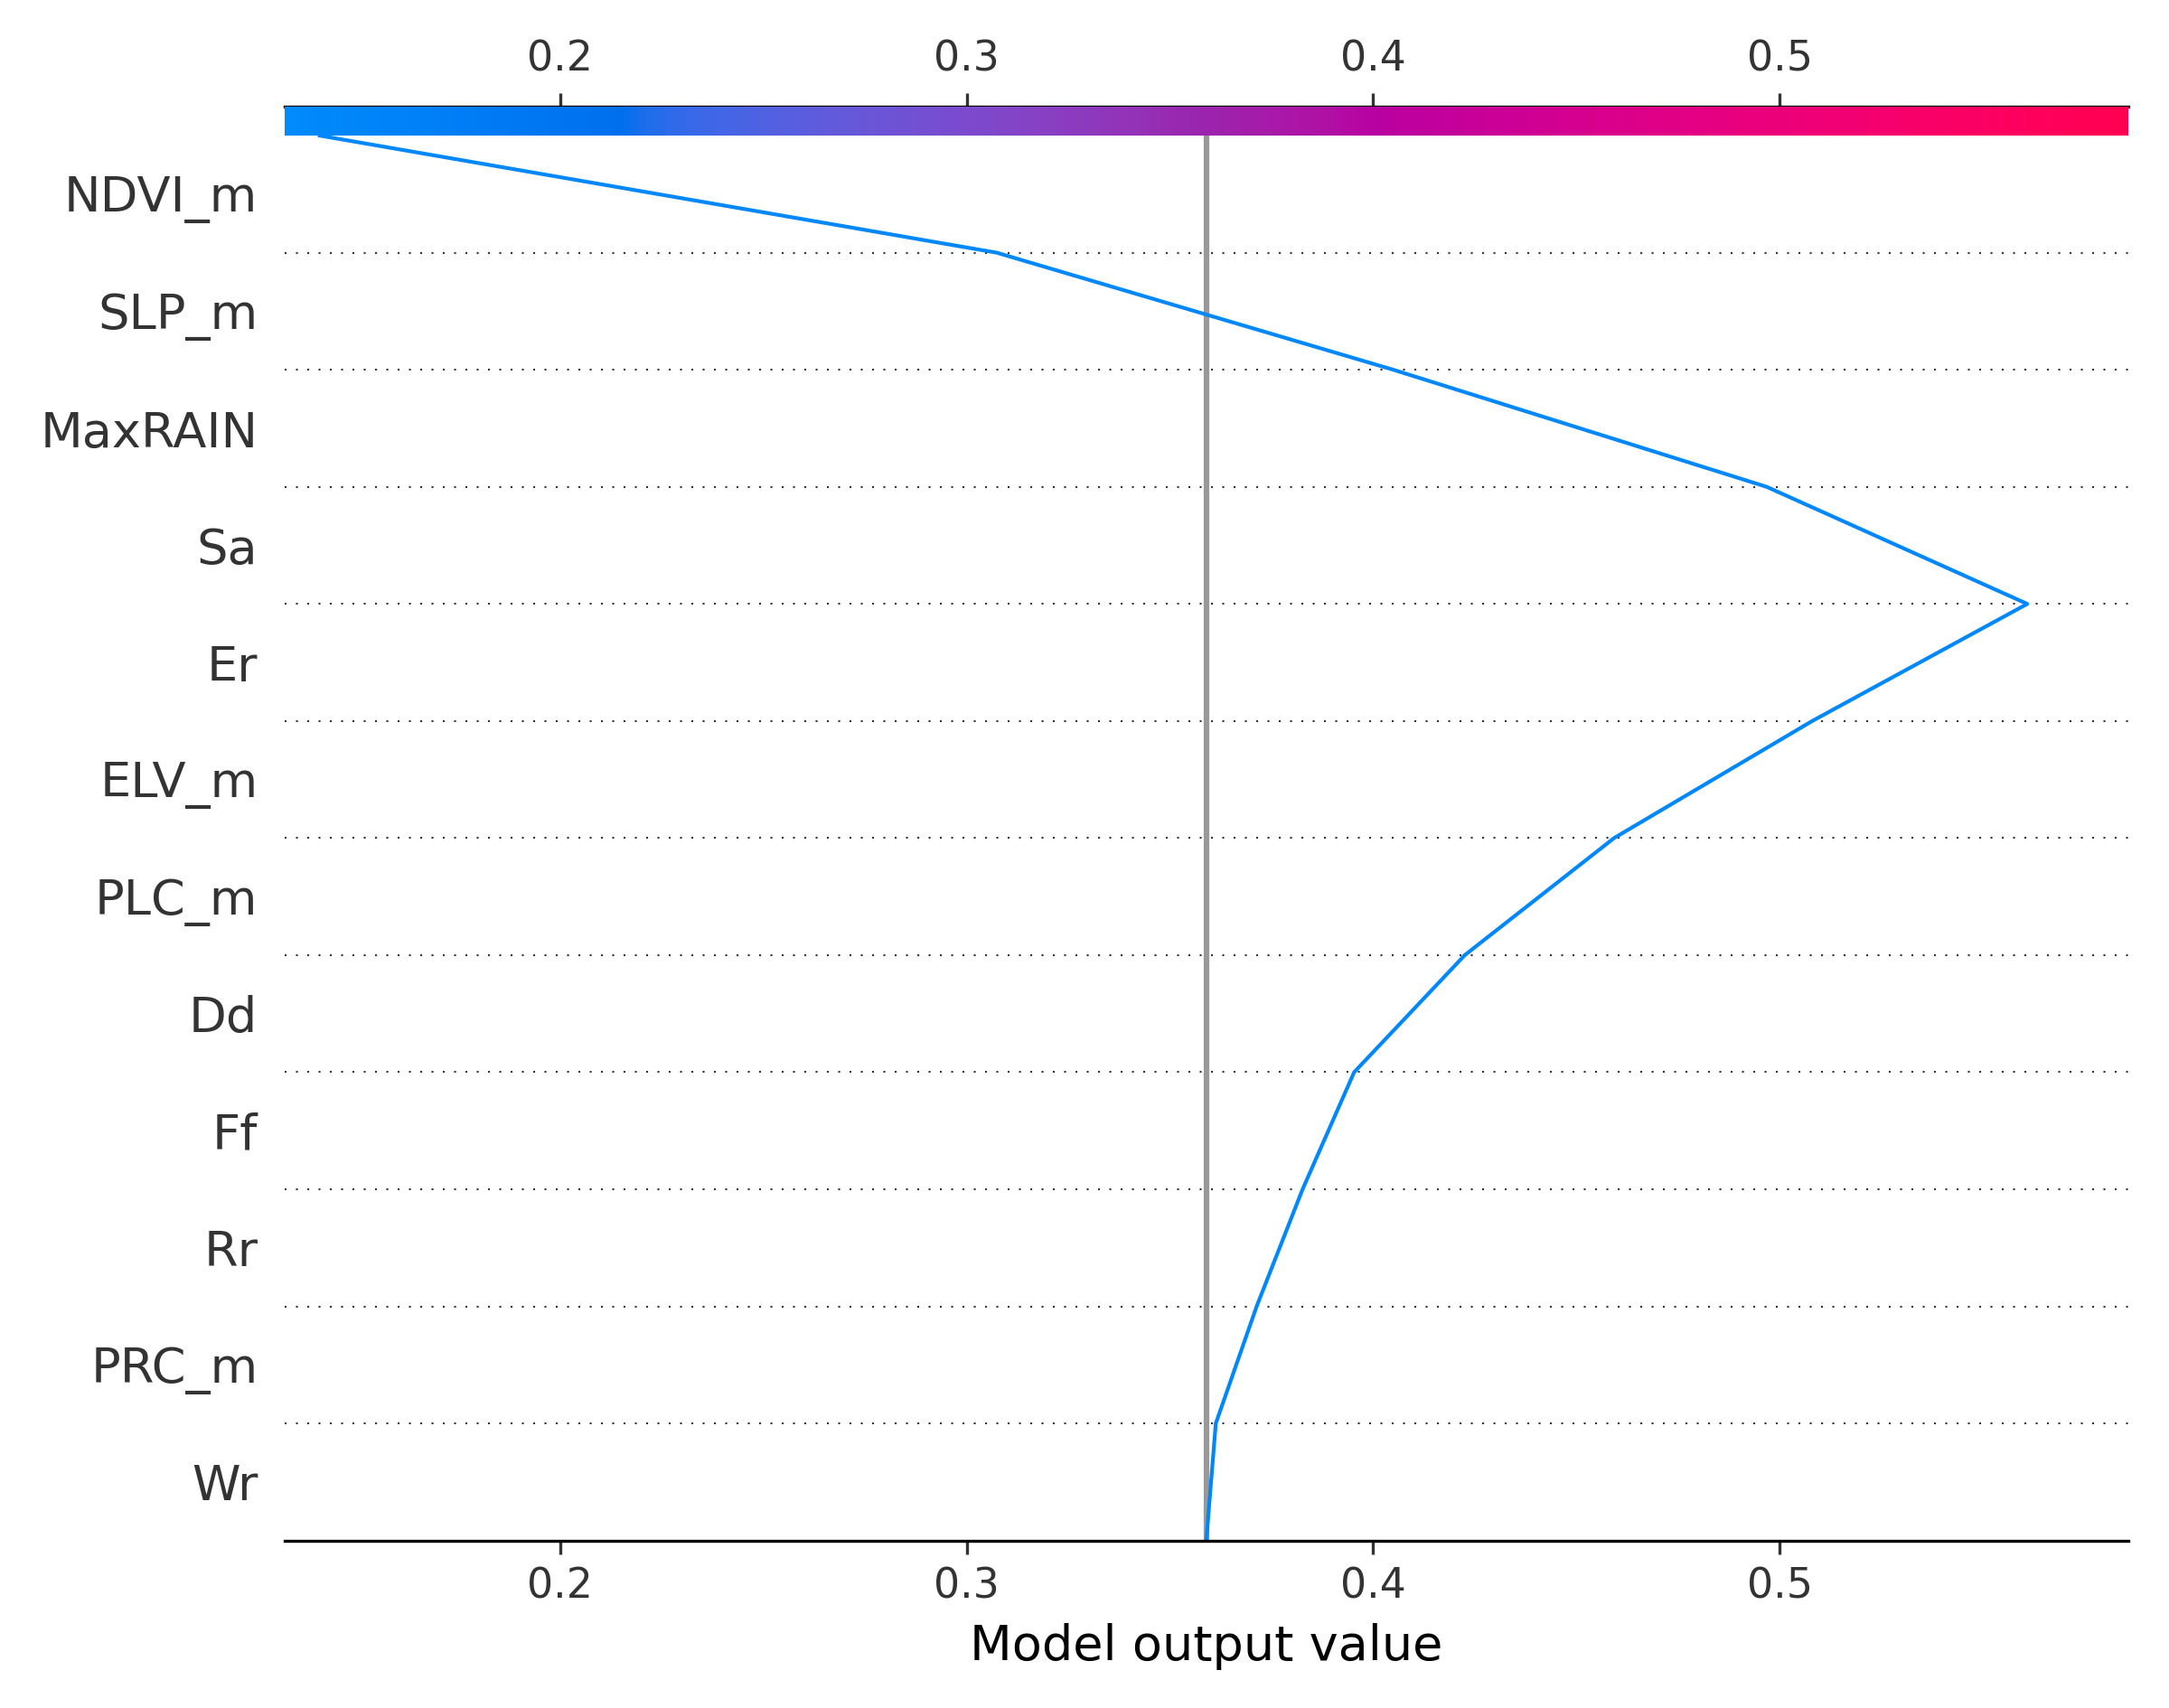 0.2 0.3 0.4 0.5
NDVI_m
SLP_m
MaxRAIN
Sa
Er
ELV_m
PLC_m
Dd
Ff
Rr
PRC_m
Wr
0.2 0.3 0.4 0.5
Model output value